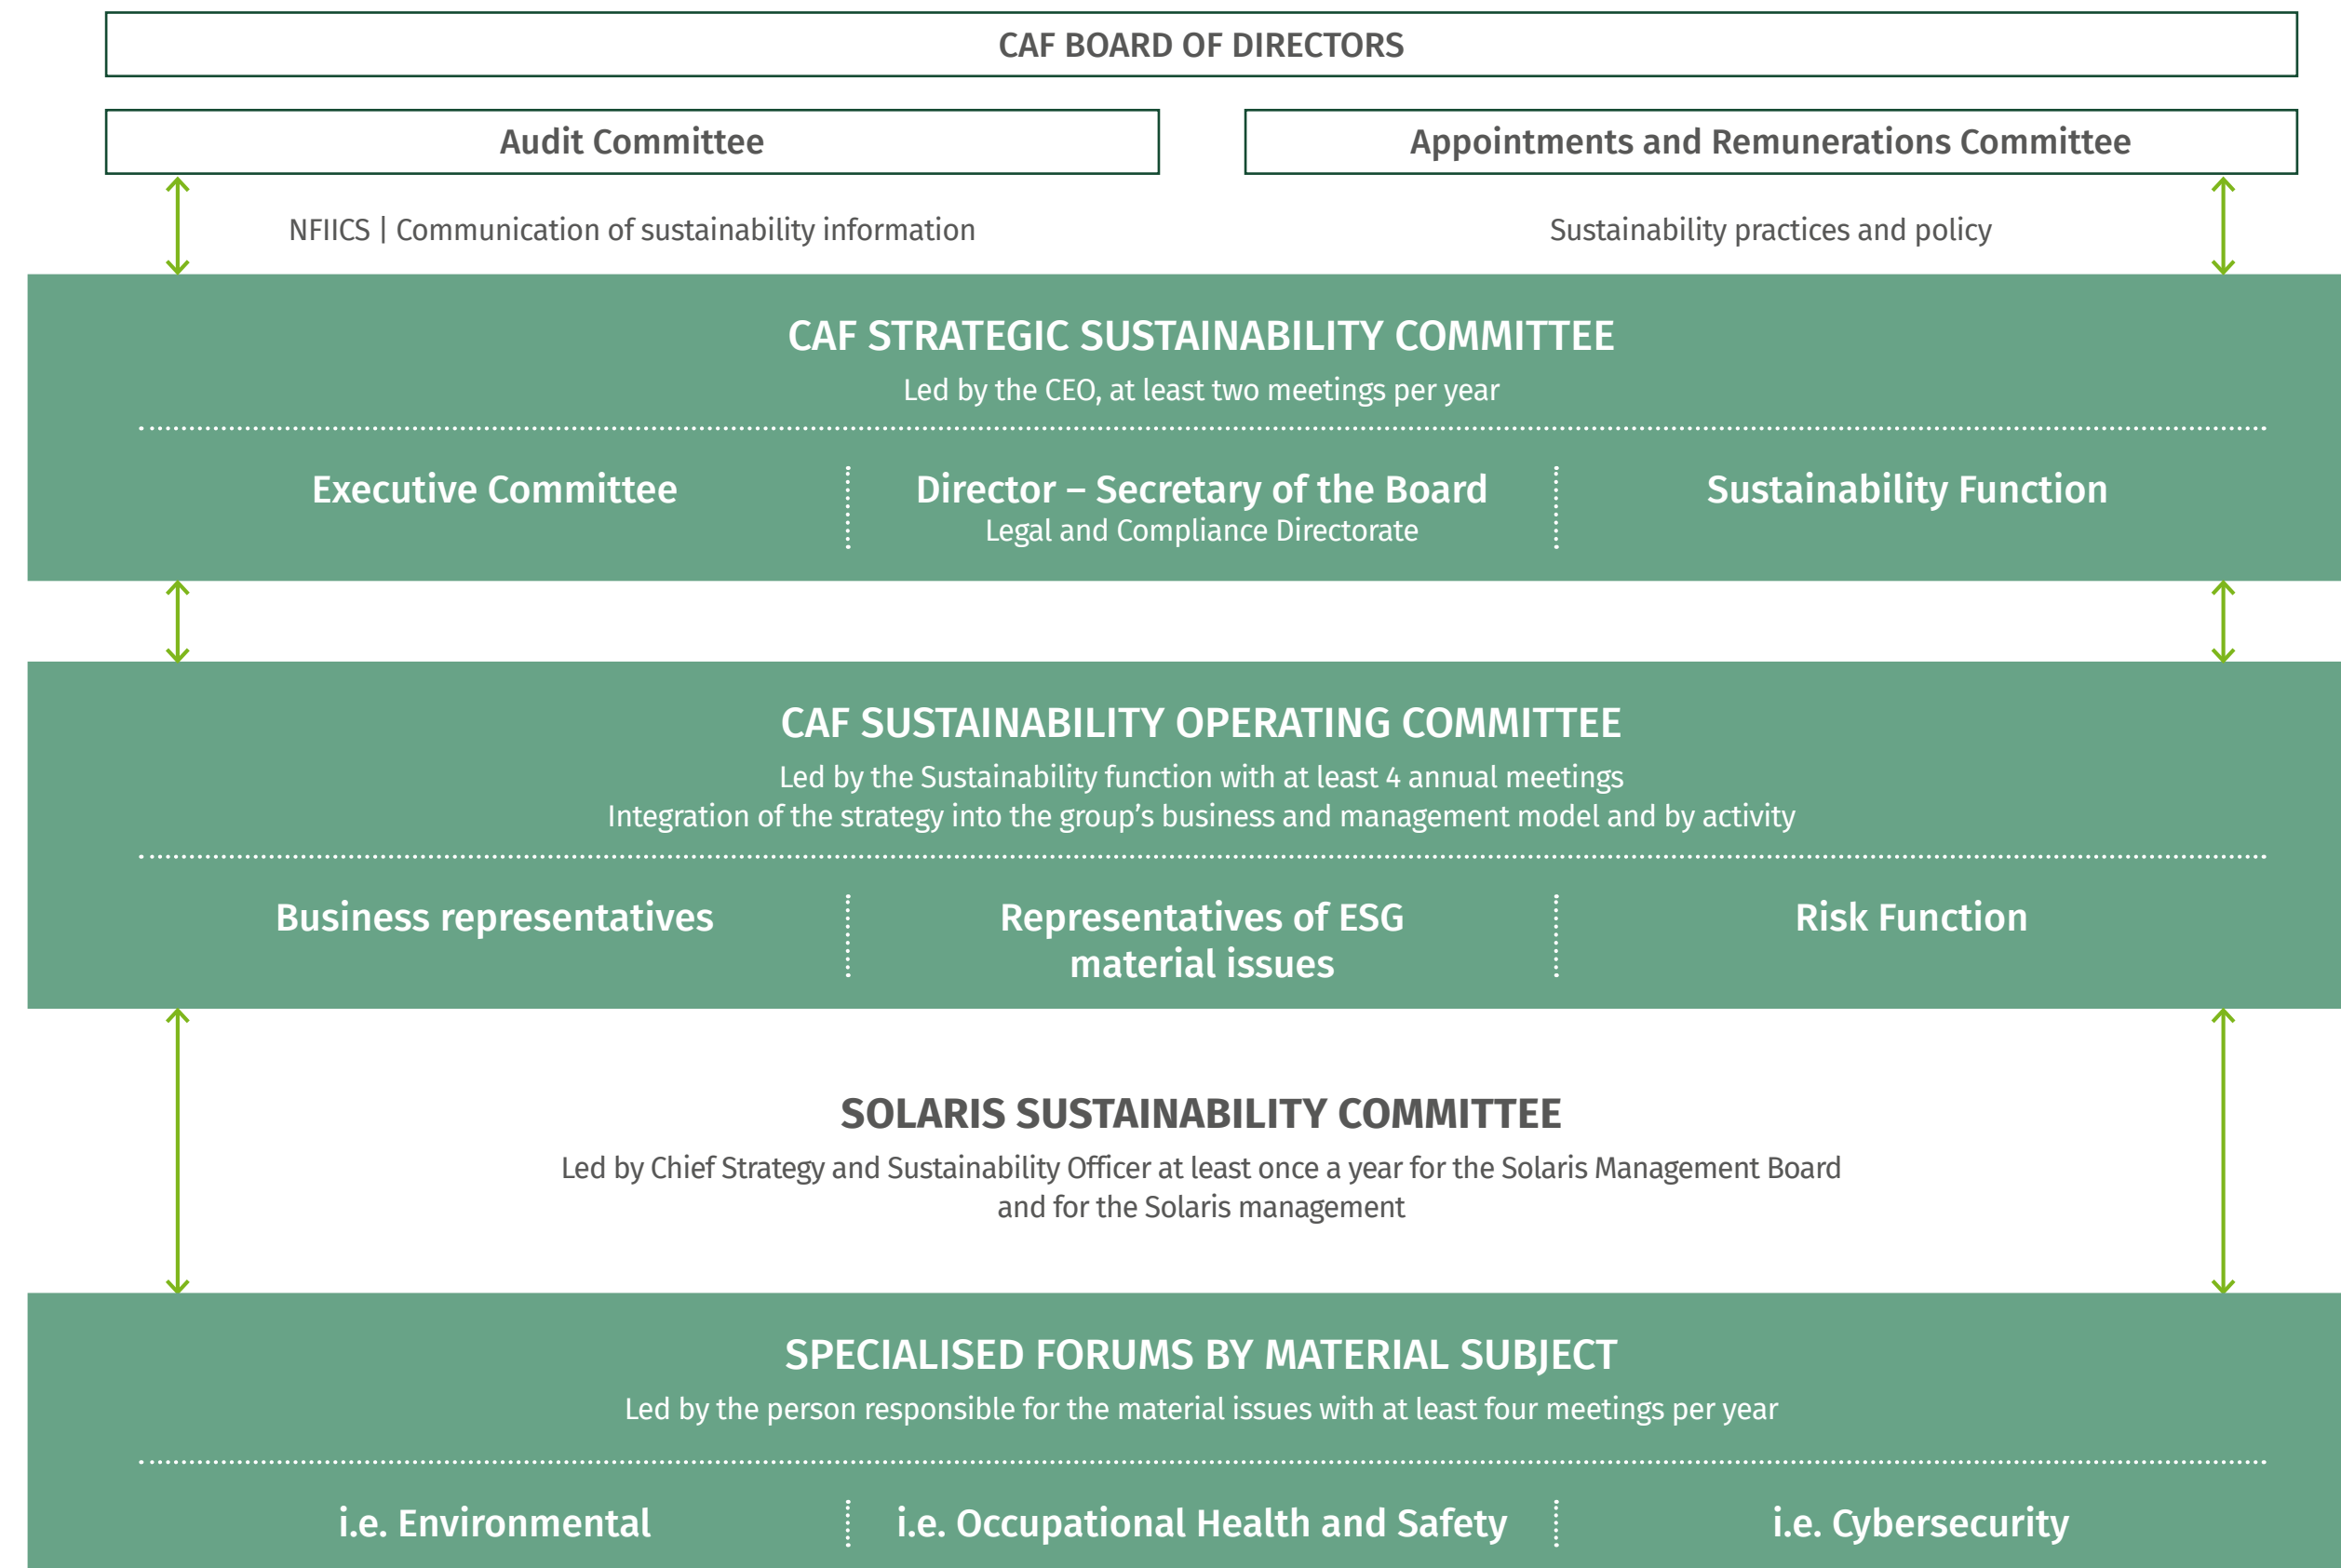 CAF BOARD OF DIRECTORS
Audit Committee
Appointments and Remunerations Committee
NFIICS | Communication of sustainability information
Sustainability practices and policy
CAF STRATEGIC SUSTAINABILITY COMMITTEE
Led by the CEO, at least two meetings per year
Executive Committee
Director – Secretary of the Board
Legal and Compliance Directorate
Sustainability Function
CAF SUSTAINABILITY OPERATING COMMITTEE
Led by the Sustainability function with at least 4 annual meetings
Integration of the strategy into the group’s business and management model and by activity
Business representatives
Representatives of ESG
material issues
Risk Function
SOLARIS SUSTAINABILITY COMMITTEE
Led by Chief Strategy and Sustainability Officer at least once a year for the Solaris Management Board
and for the Solaris management
SPECIALISED FORUMS BY MATERIAL SUBJECT
Led by the person responsible for the material issues with at least four meetings per year
i.e. Environmental
i.e. Occupational Health and Safety
i.e. Cybersecurity